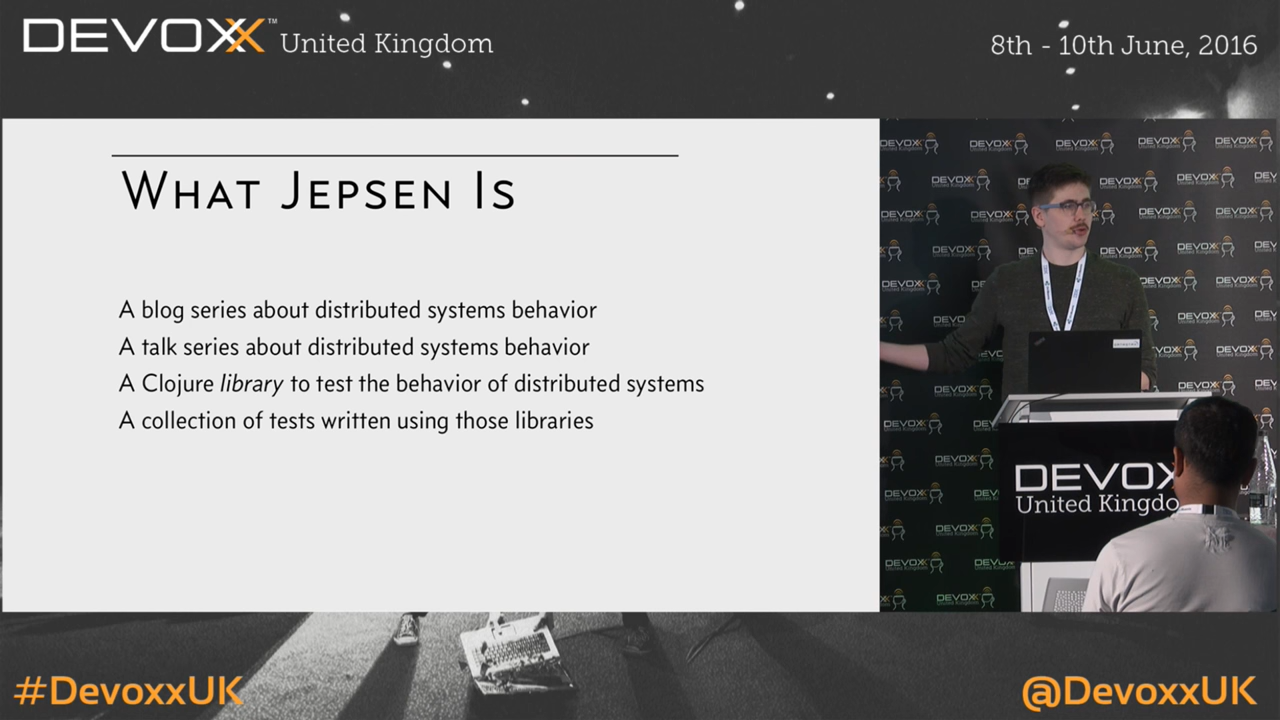 DEVOXX™ United Kingdom
8th - 10th June, 2016
WHAT JEPSEN IS
A blog series about distributed systems behavior
A talk series about distributed systems behavior
A Clojure library to test the behavior of distributed systems
A collection of tests written using those libraries
DEVOX
United Kingdo
#DevoxxUK
@DevoxxUK